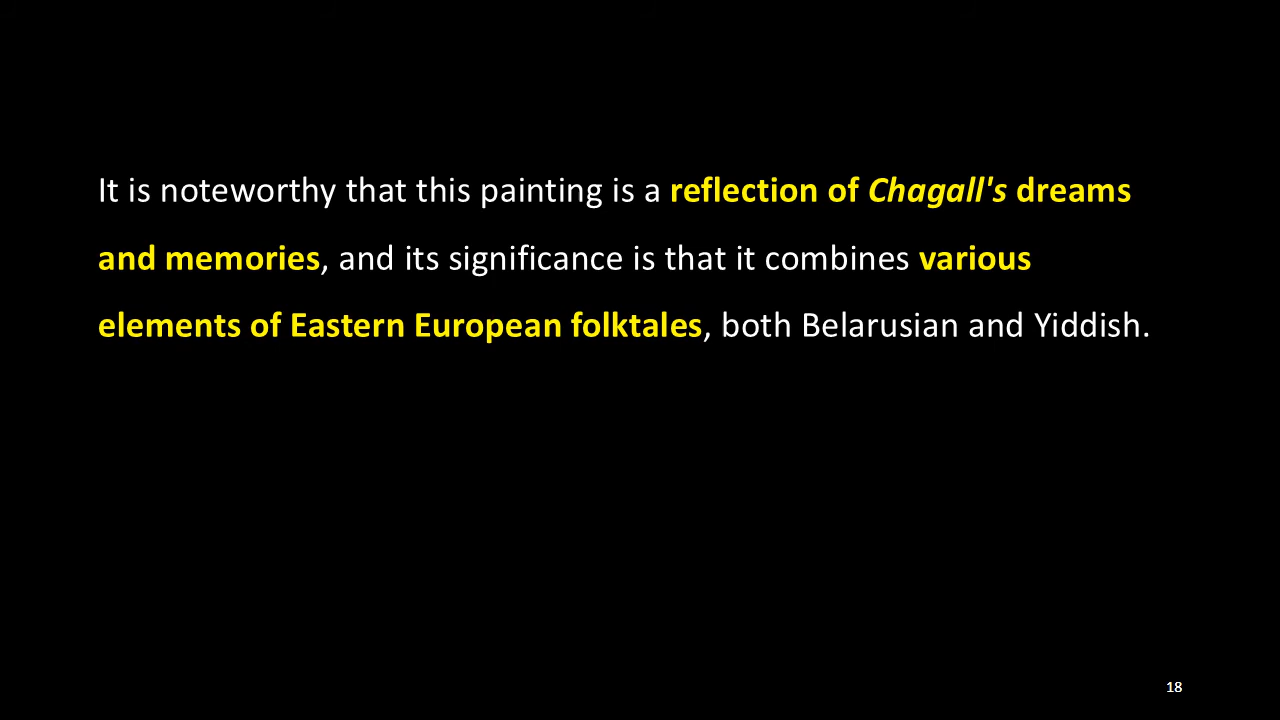 It is noteworthy that this painting is a reflection of Chagall's dreams
and memories, and its significance is that it combines various
elements of Eastern European folktales, both Belarusian and Yiddish.
18